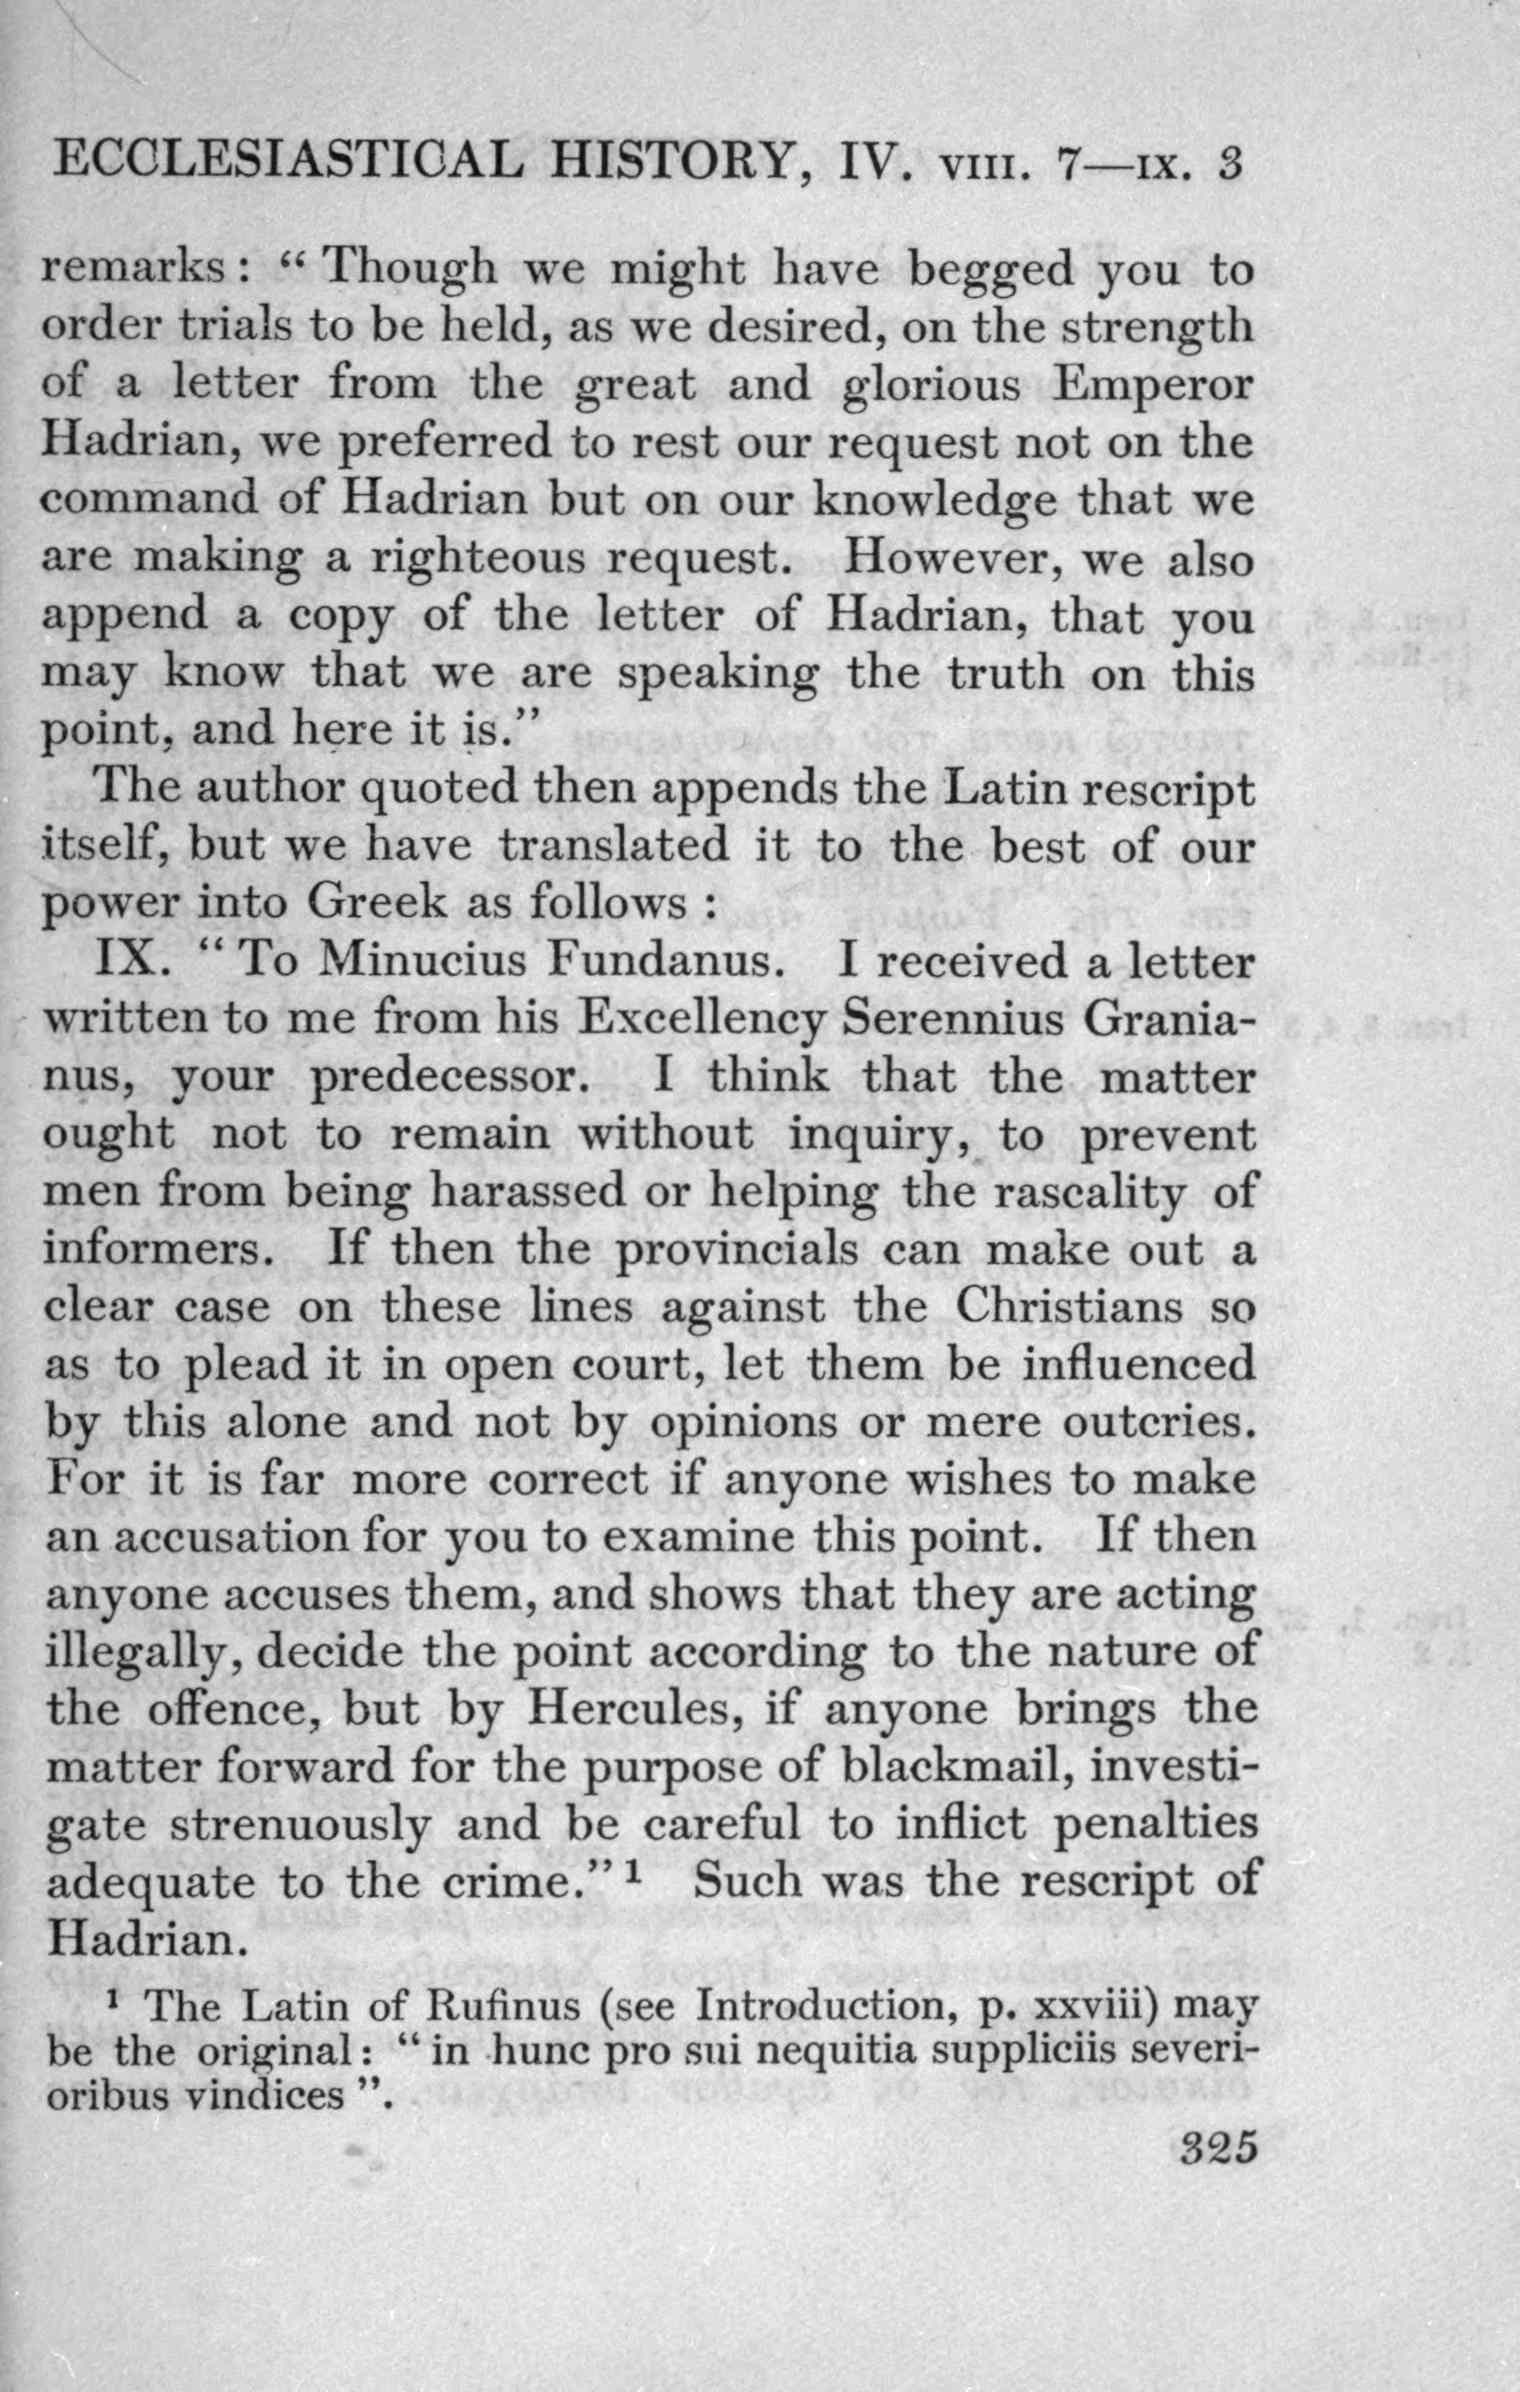 ECCLESIASTICAL HISTORY, IV. VIII. 7—IX. 3
remarks: “Though we might have begged you to
order trials to be held, as we desired, on the strength
of a letter from the great and glorious Emperor
Hadrian, we preferred to rest our request not on the
command of Hadrian but on our knowledge that we
are making a righteous request. However, we also
append a copy of the letter of Hadrian, that you
may know that we are speaking the truth on this
point, and here it is.”
The author quoted then appends the Latin rescript
itself, but we have translated it to the best of our
power into Greek as follows :
IX. “To Minucius Fundanus. I received a letter
written to me from his Excellency Serennius Grania-
nus, your predecessor. I think that the matter
ought not to remain without inquiry, to prevent
men from being harassed or helping the rascality of
informers. If then the provincials can make out a
clear case on these lines against the Christians so
as to plead it in open court, let them be influenced
by this alone and not by opinions or mere outcries.
For it is far more correct if anyone wishes to make
an accusation for you to examine this point. If then
anyone accuses them, and shows that they are acting
illegally, decide the point according to the nature of
the offence, but by Hercules, if anyone brings the
matter forward for the purpose of blackmail, investi-
gate strenuously and be careful to inflict penalties
adequate to the crime.”¹ Such was the rescript of
Hadrian.
¹ The Latin of Rufinus (see Introduction, p. xxviii) may
be the original: “in hunc pro sui nequitia suppliciis severi-
oribus vindices”.
325